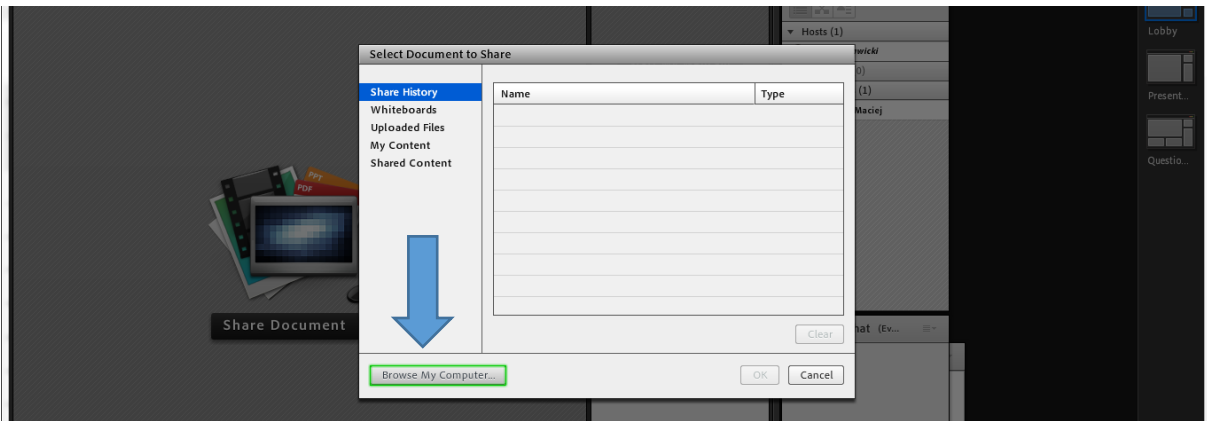 Hosts (1)
Lobby
Select Document to Share
wicki
0)
Share History
Name
Type
(1)
Present...
Whiteboards
Maciej
Uploaded Files
My Content
Shared Content
Questio...
PPT
PDF
Share Document
Clear
hat (Ev...
Browse My Computer...
OK
Cancel